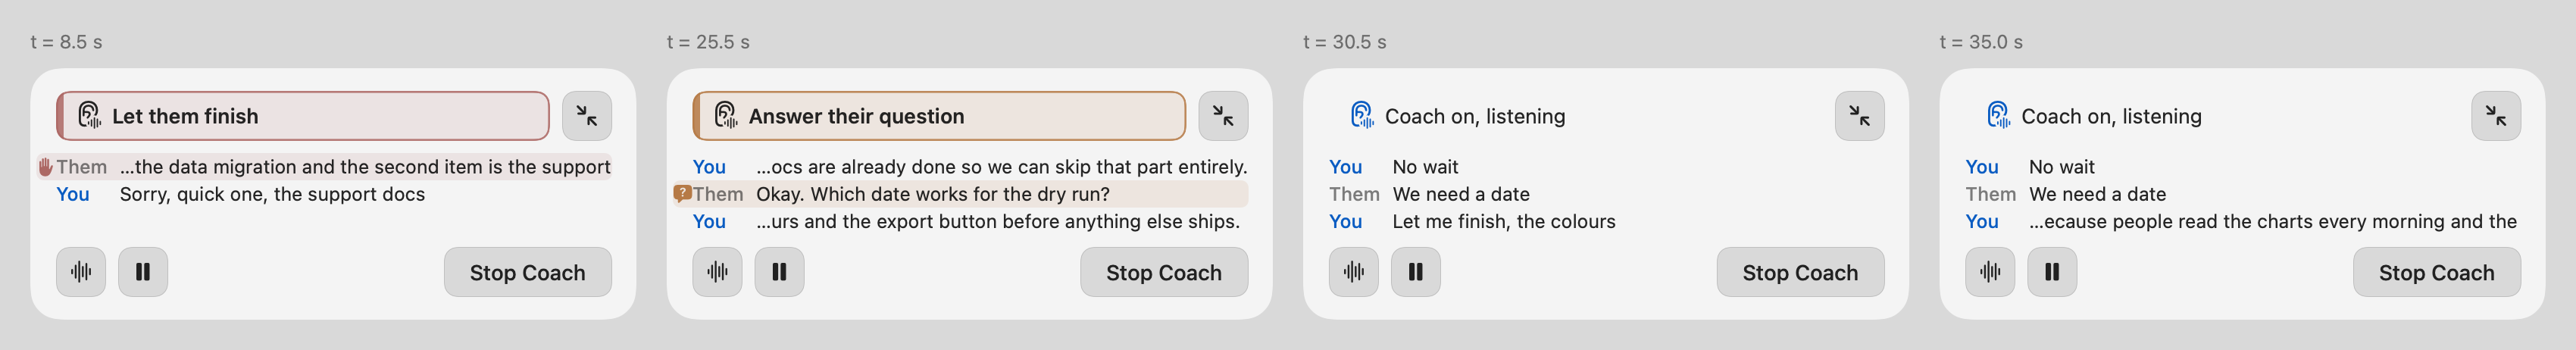 t = 8.5 s
Let them finish
Them ...the data migration and the second item is the support
You Sorry, quick one, the support docs
Stop Coach
t = 25.5 s
Answer their question
You ...ocs are already done so we can skip that part entirely.
? Them Okay. Which date works for the dry run?
You ...urs and the export button before anything else ships.
Stop Coach
t = 30.5 s
Coach on, listening
You No wait
Them We need a date
You Let me finish, the colours
Stop Coach
t = 35.0 s
Coach on, listening
You No wait
Them We need a date
You ...ecause people read the charts every morning and the
Stop Coach